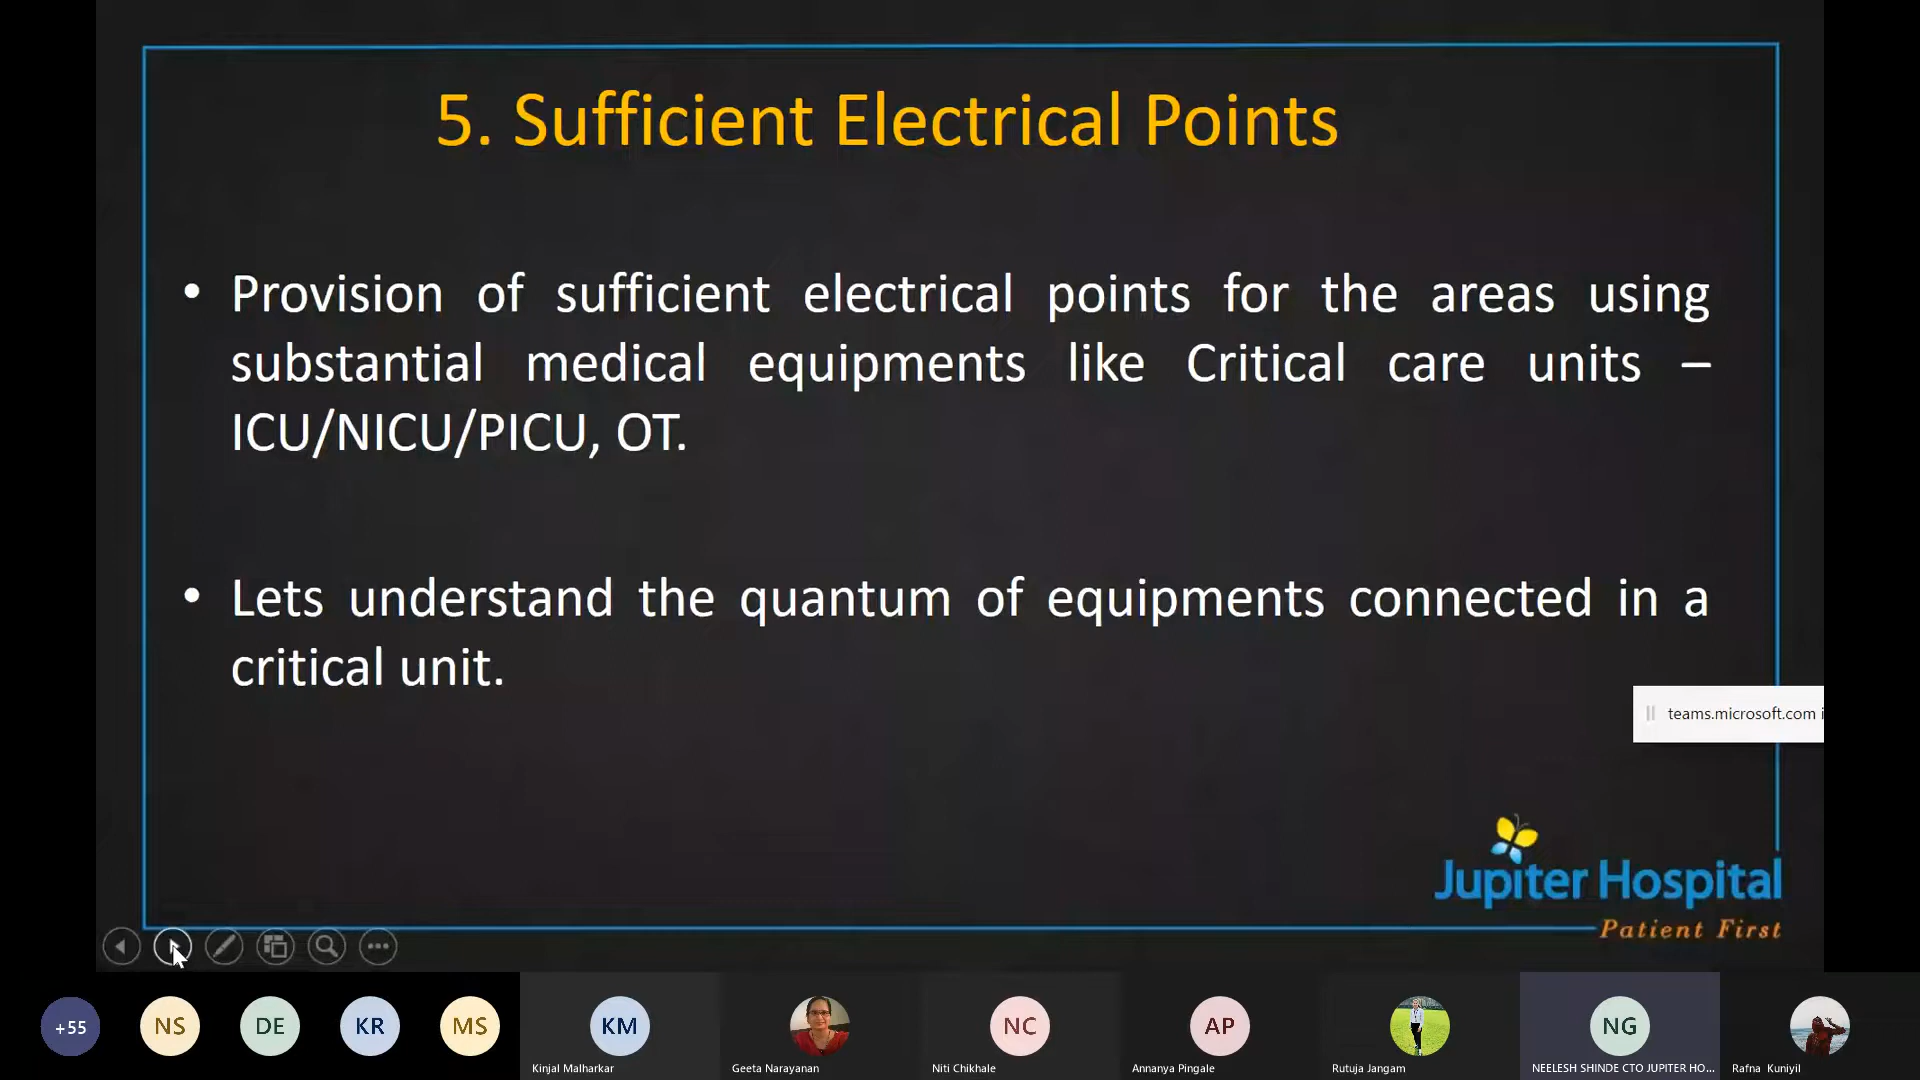 5. Sufficient Electrical Points
• Provision of sufficient electrical points for the areas using
substantial medical equipments like Critical care units –
ICU/NICU/PICU, OT.
• Lets understand the quantum of equipments connected in a
critical unit.
teams.microsoft.com i
Jupiter Hospital
Patient First
+55
NS
DE
KR
MS
KM
NC
AP
NG
Kinjal Malharkar
Geeta Narayanan
Niti Chikhale
Annanya Pingale
Rutuja Jangam
NEELESH SHINDE CTO JUPITER HO...
Rafna Kuniyil